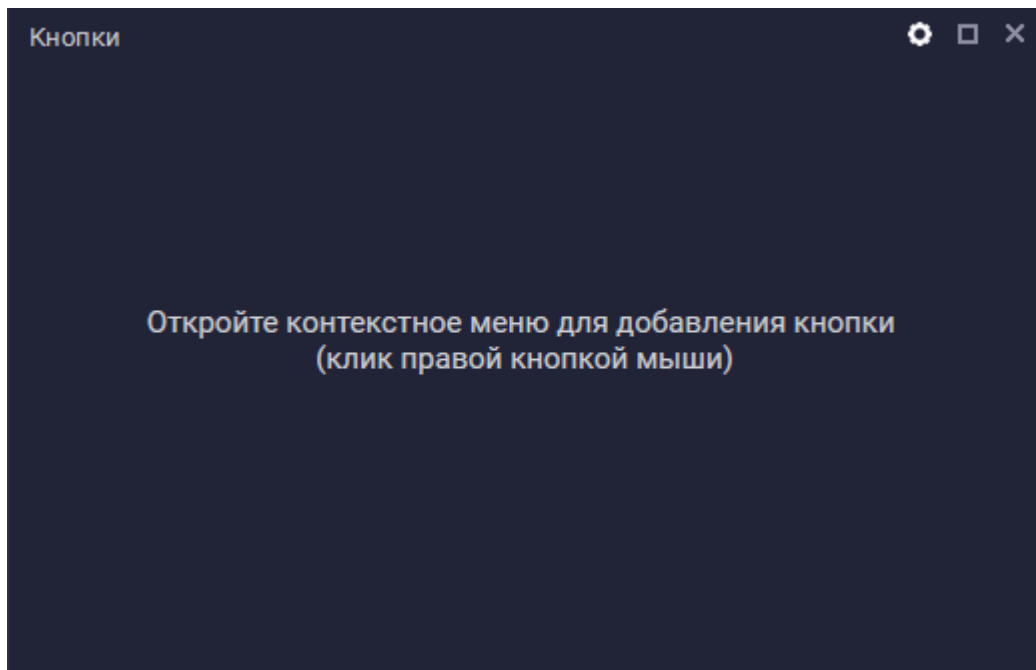 Кнопки
Откройте контекстное меню для добавления кнопки
(клик правой кнопкой мыши)